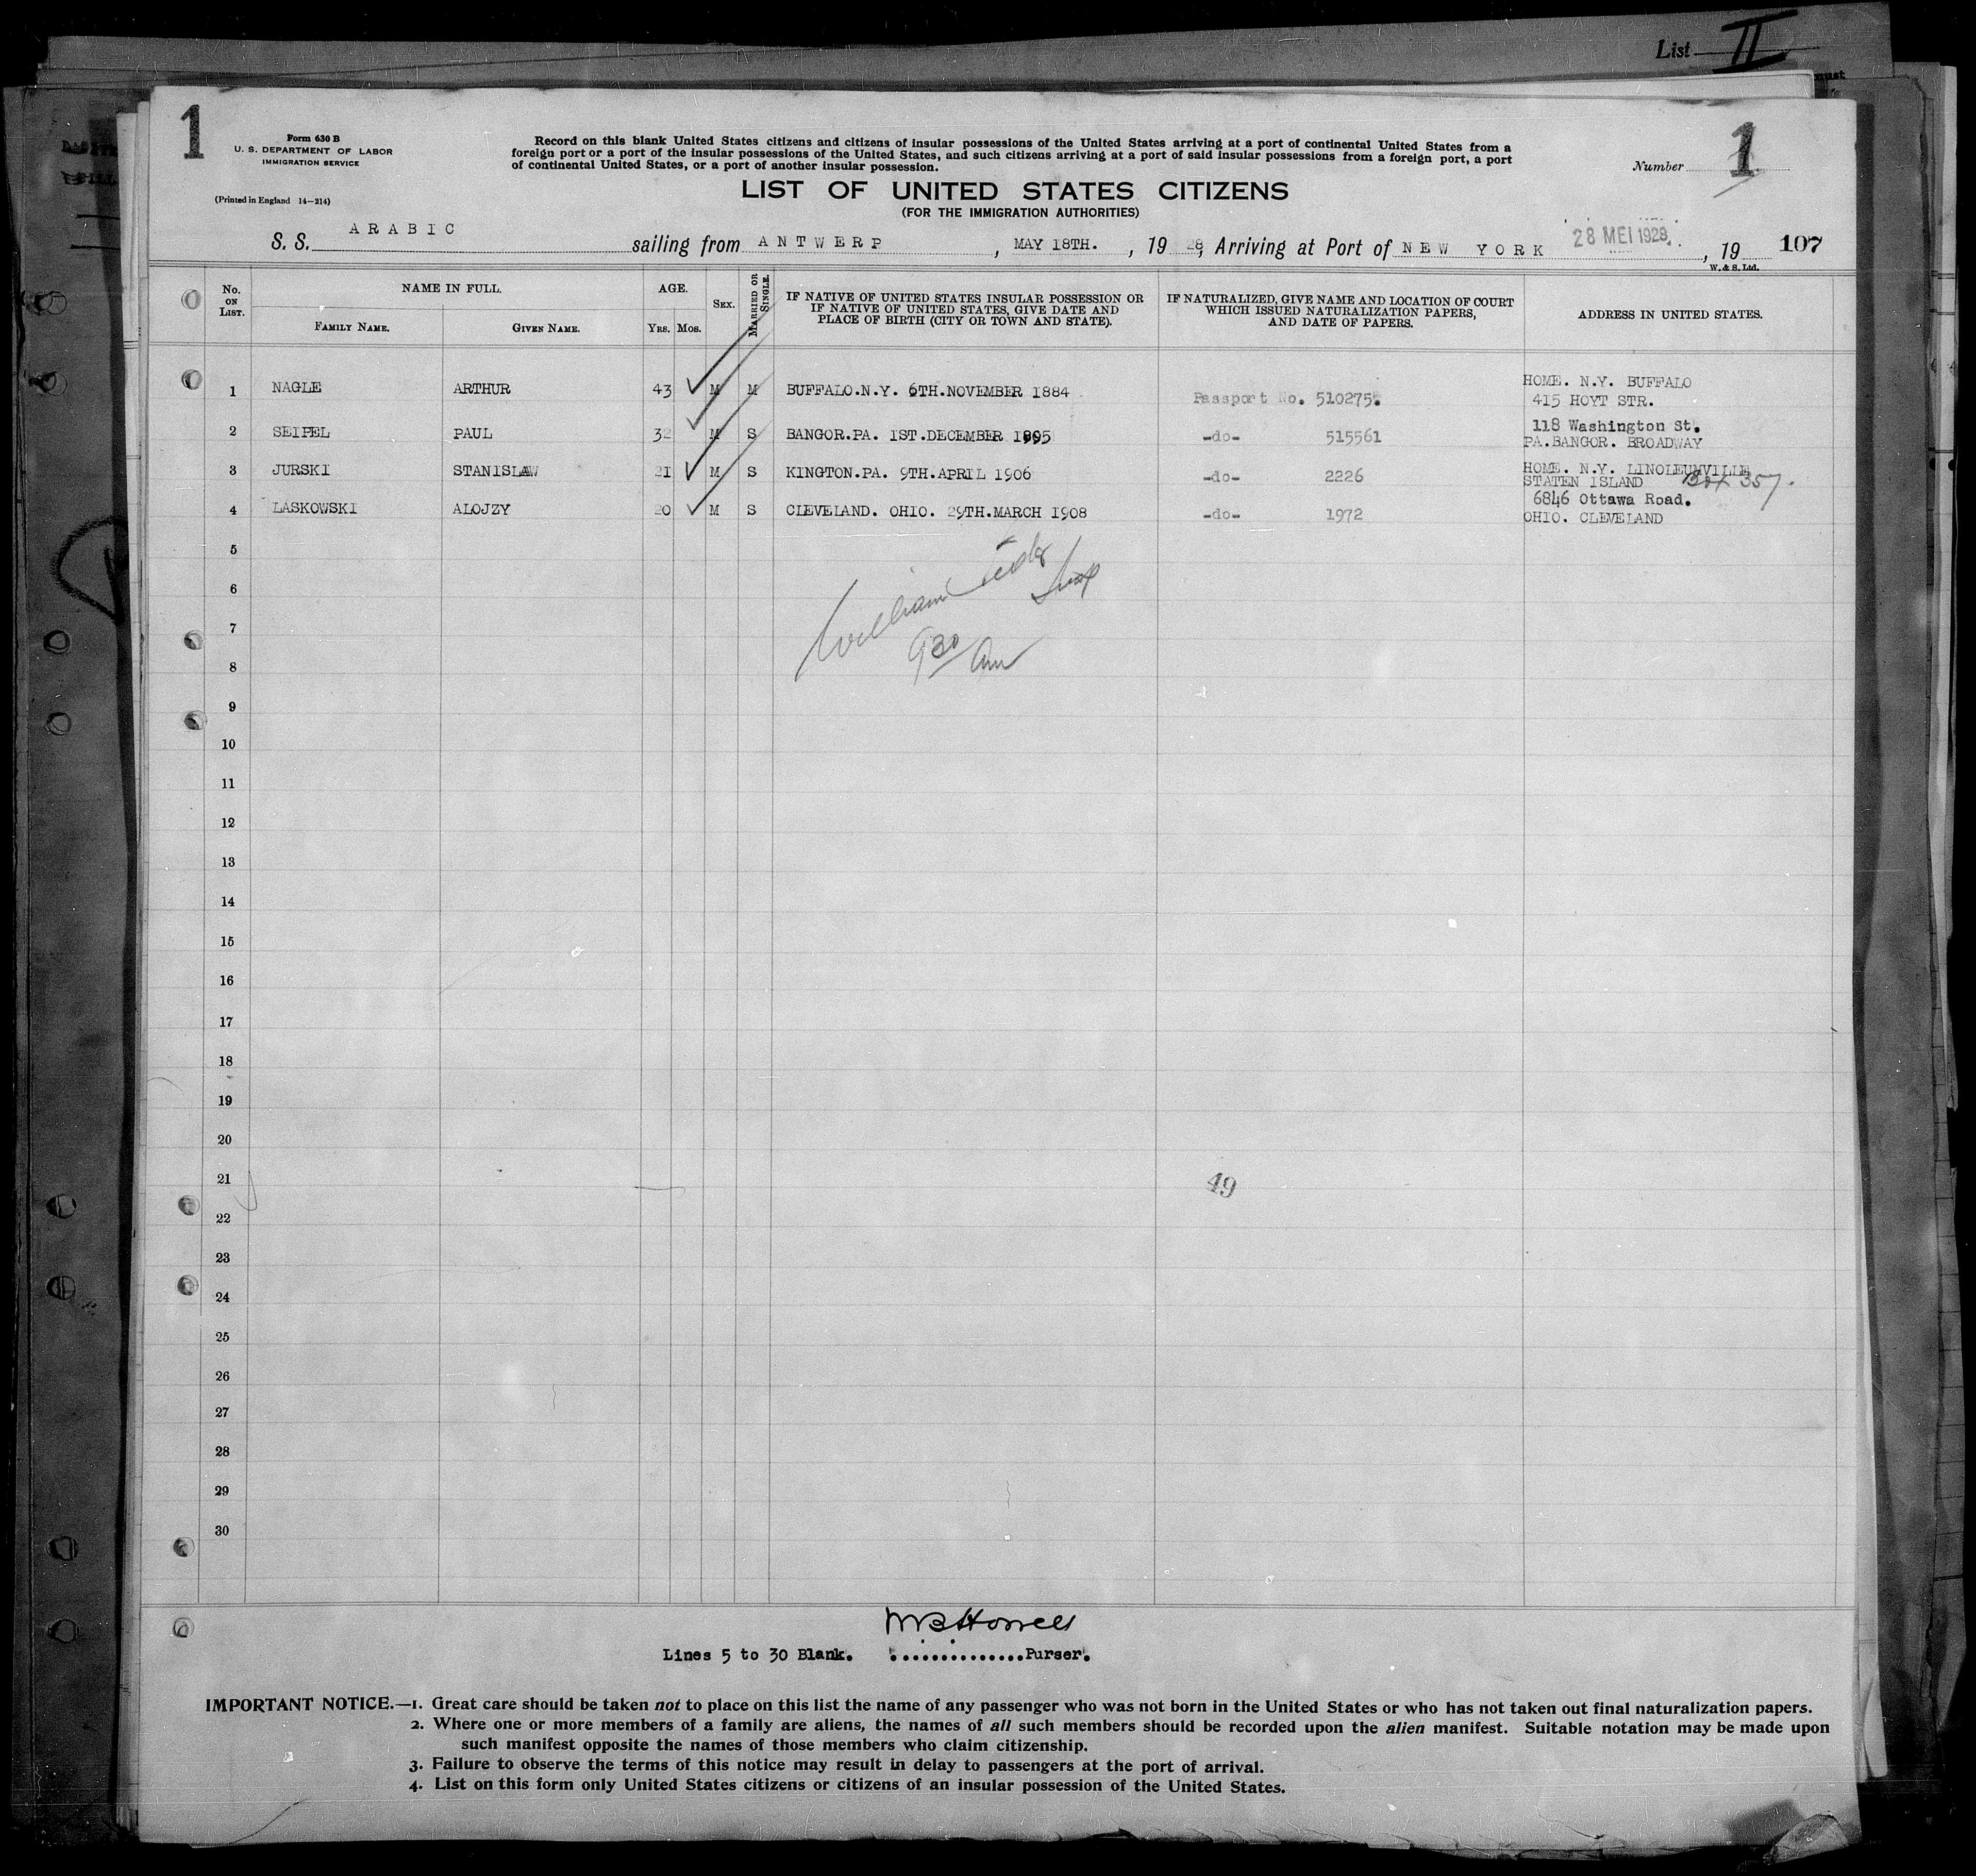 List II
must
1
Form 630 B
U. S. DEPARTMENT OF LABOR
IMMIGRATION SERVICE
(Printed in England 14—214)
Record on this blank United States citizens and citizens of insular possessions of the United States arriving at a port of continental United States from a
foreign port or a port of the insular possessions of the United States, and such citizens arriving at a port of said insular possessions from a foreign port, a port
of continental United States, or a port of another insular possession.
Number 1
LIST OF UNITED STATES CITIZENS
(FOR THE IMMIGRATION AUTHORITIES)
S. S. ARABIC sailing from ANTWERP, MAY 18TH., 1928, Arriving at Port of NEW YORK 28 MEI 1928., 19 107
W. & S. Ltd.
No. ON LIST. NAME IN FULL. FAMILY NAME. GIVEN NAME. AGE. YRS. MOS. SEX. MARRIED OR SINGLE. IF NATIVE OF UNITED STATES INSULAR POSSESSION OR IF NATIVE OF UNITED STATES, GIVE DATE AND PLACE OF BIRTH (CITY OR TOWN AND STATE). IF NATURALIZED, GIVE NAME AND LOCATION OF COURT WHICH ISSUED NATURALIZATION PAPERS, AND DATE OF PAPERS. ADDRESS IN UNITED STATES.
1 NAGLE ARTHUR 43 M M BUFFALO.N.Y. 6TH.NOVEMBER 1884 Passport No. 510275. HOME. N.Y. BUFFALO
415 HOYT STR.
2 SEIPEL PAUL 32 M S BANGOR.PA. 1ST.DECEMBER 1895 -do- 515561 118 Washington St.
PA.BANGOR. BROADWAY
3 JURSKI STANISLAW 21 M S KINGTON.PA. 9TH.APRIL 1906 -do- 2226 HOME. N.Y. LINOLEUMVILLE
STATEN ISLAND Box 357.
4 LASKOWSKI ALOJZY 20 M S CLEVELAND. OHIO. 29TH.MARCH 1908 -do- 1972 6846 Ottawa Road.
OHIO. CLEVELAND
5
6
William
7
930 Am
8
9
10
11
12
13
14
15
16
17
18
19
20
21
49
22
23
24
25
26
27
28
29
30
Lines 5 to 30 Blank. ...............Purser.
IMPORTANT NOTICE.—1. Great care should be taken not to place on this list the name of any passenger who was not born in the United States or who has not taken out final naturalization papers.
2. Where one or more members of a family are aliens, the names of all such members should be recorded upon the alien manifest. Suitable notation may be made upon
such manifest opposite the names of those members who claim citizenship.
3. Failure to observe the terms of this notice may result in delay to passengers at the port of arrival.
4. List on this form only United States citizens or citizens of an insular possession of the United States.